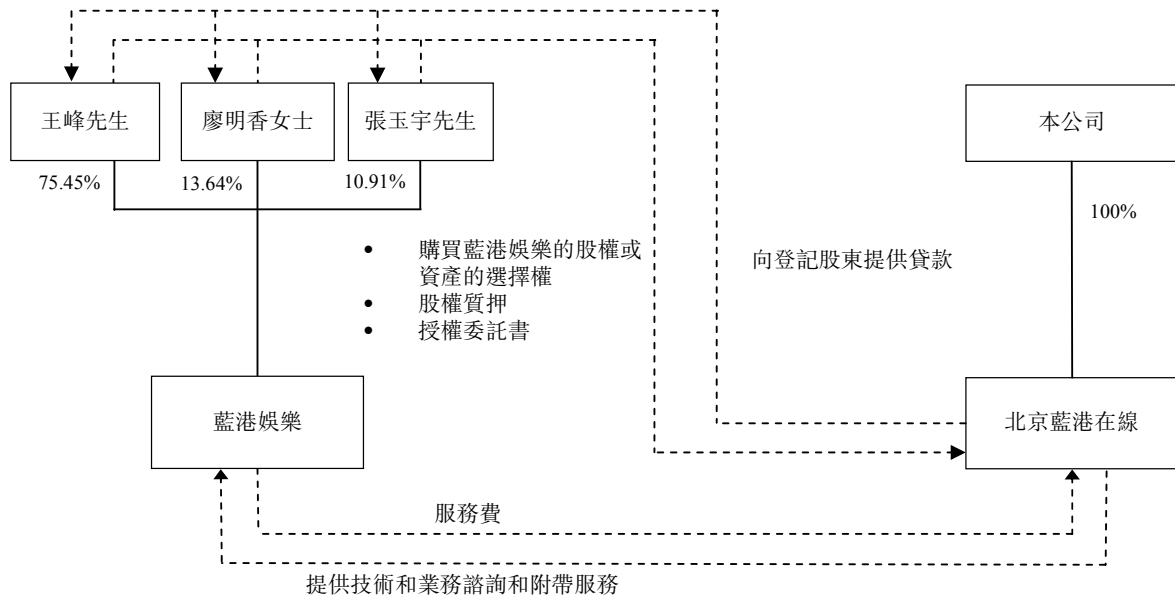 王峰先生
廖明香女士
張玉宇先生
本公司
75.45%
13.64%
10.91%
100%
• 購買藍港娛樂的股權或
資產的選擇權
• 股權質押
• 授權委託書
向登記股東提供貸款
藍港娛樂
北京藍港在線
服務費
提供技術和業務諮詢和附帶服務